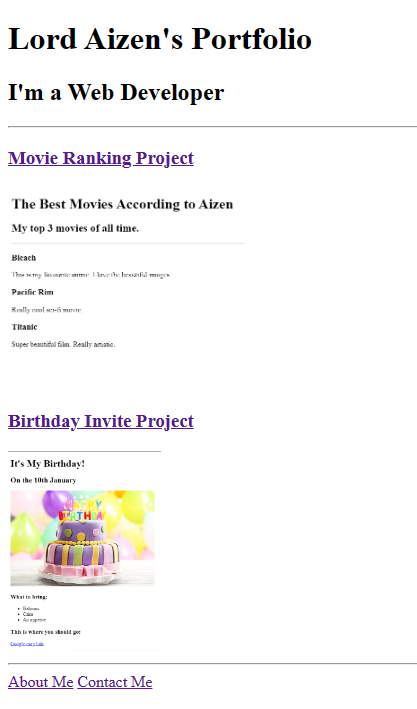 Lord Aizen's Portfolio
I'm a Web Developer
Movie Ranking Project
The Best Movies According to Aizen
My top 3 movies of all time.
Bleach
This is my favourite anime. I love the beautiful images.
Pacific Rim
Really cool sci-fi movie.
Titanic
Super beautiful film. Really artistic.
Birthday Invite Project
It's My Birthday!
On the 10th January
HAPPY
BIRTHDAY
What to bring:
Baloons
Cake
An appetite
This is where you should go:
Google map link
About Me Contact Me